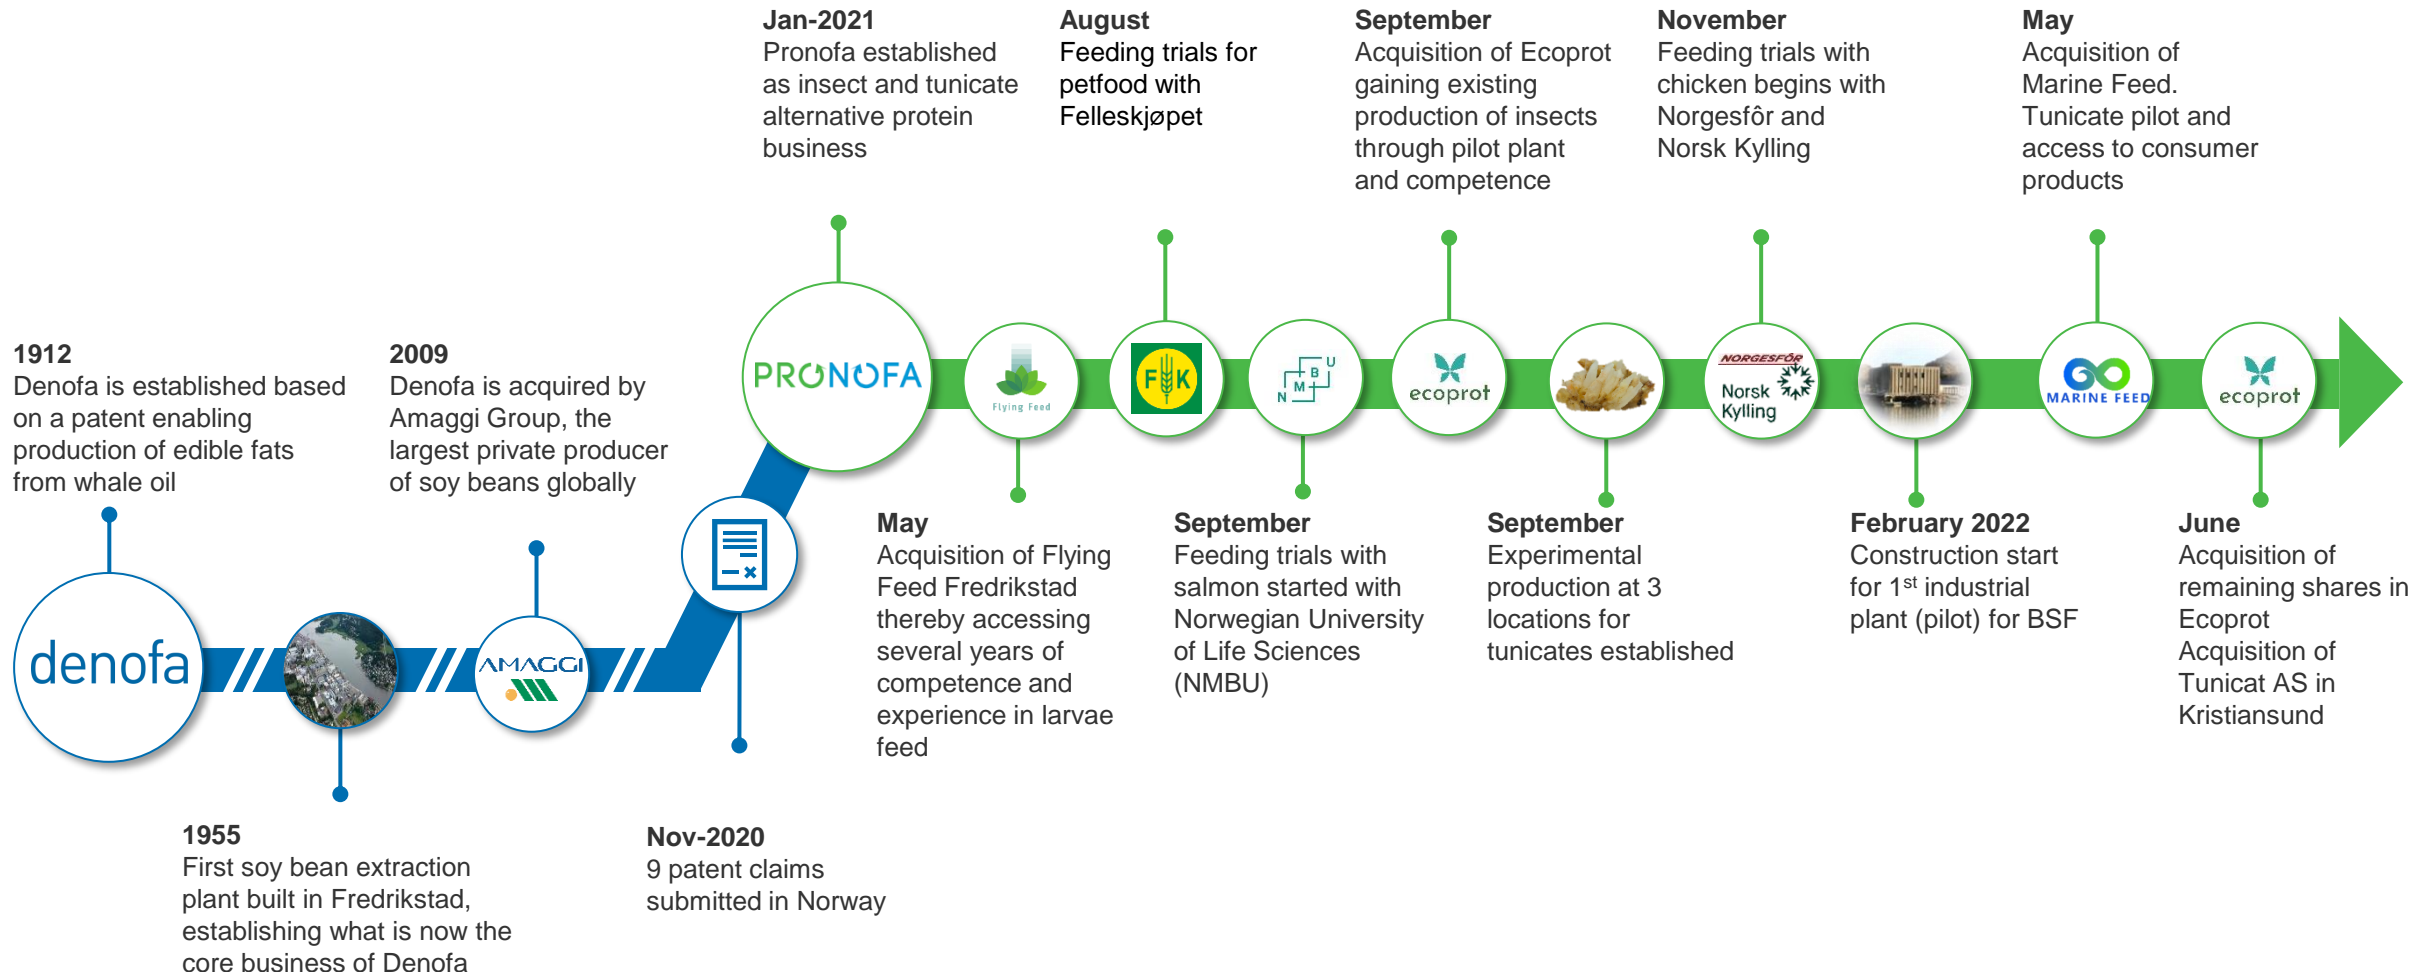 Jan-2021
Pronofa established
as insect and tunicate
alternative protein
business
August
Feeding trials for
petfood with
Felleskjøpet
September
Acquisition of Ecoprot
gaining existing
production of insects
through pilot plant
and competence
November
Feeding trials with
chicken begins with
Norgesfôr and
Norsk Kylling
May
Acquisition of
Marine Feed.
Tunicate pilot and
access to consumer
products
1912
Denofa is established based
on a patent enabling
production of edible fats
from whale oil
2009
Denofa is acquired by
Amaggi Group, the
largest private producer
of soy beans globally
PRONOFA
Flying Feed
FK
NMBU
ecoprot
NORGESFÔR
Norsk
Kylling
MARINE FEED
ecoprot
denofa
AMAGGI
May
Acquisition of Flying
Feed Fredrikstad
thereby accessing
several years of
competence and
experience in larvae
feed
September
Feeding trials with
salmon started with
Norwegian University
of Life Sciences
(NMBU)
September
Experimental
production at 3
locations for
tunicates established
February 2022
Construction start
for 1st industrial
plant (pilot) for BSF
June
Acquisition of
remaining shares in
Ecoprot
Acquisition of
Tunicat AS in
Kristiansund
1955
First soy bean extraction
plant built in Fredrikstad,
establishing what is now the
core business of Denofa
Nov-2020
9 patent claims
submitted in Norway